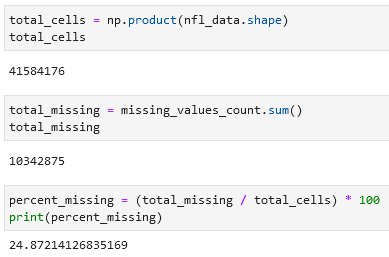 total_cells = np.product(nfl_data.shape)
total_cells
41584176
total_missing = missing_values_count.sum()
total_missing
10342875
percent_missing = (total_missing / total_cells) * 100
print(percent_missing)
24.87214126835169